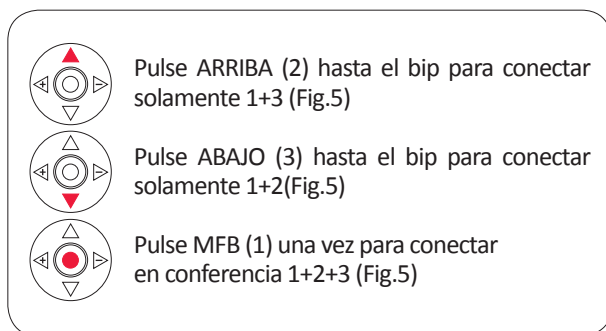 Pulse ARRIBA (2) hasta el bip para conectar
solamente 1+3 (Fig.5)
Pulse ABAJO (3) hasta el bip para conectar
solamente 1+2(Fig.5)
Pulse MFB (1) una vez para conectar
en conferencia 1+2+3 (Fig.5)